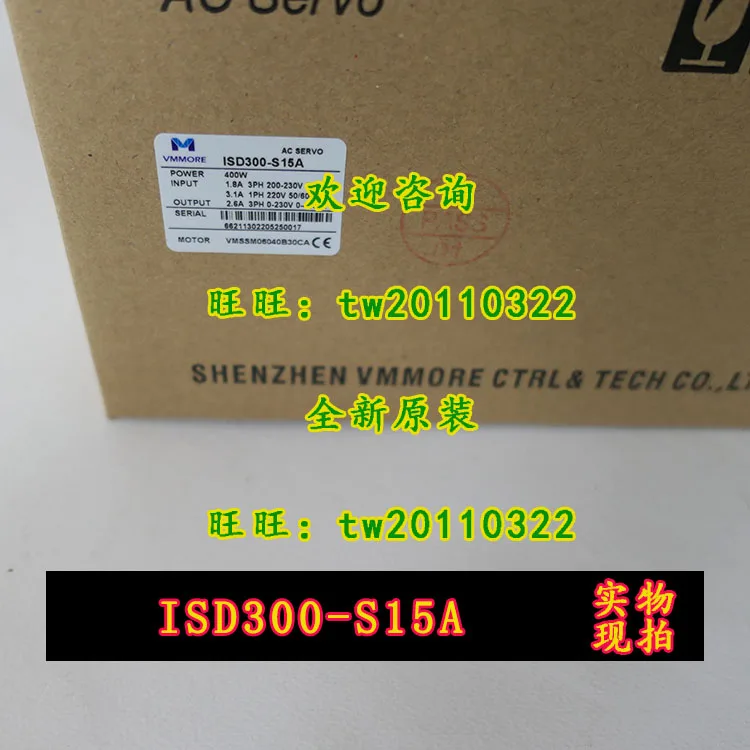 AC Servo
VMMORE
AC SERVO
ISD300-S15A
POWER 400W
INPUT 1.8A 3PH 200-230V
3.1A 1PH 220V 50/60
OUTPUT 2.6A 3PH 0-230V 0-
SERIAL
66211302205250017
MOTOR VMSSM06040B30CA CE
欢迎咨询
旺旺：tw20110322
SHENZHEN VMMORE CTRL & TECH CO.,LT
全新原装
旺旺：tw20110322
ISD300-S15A
实物
现拍